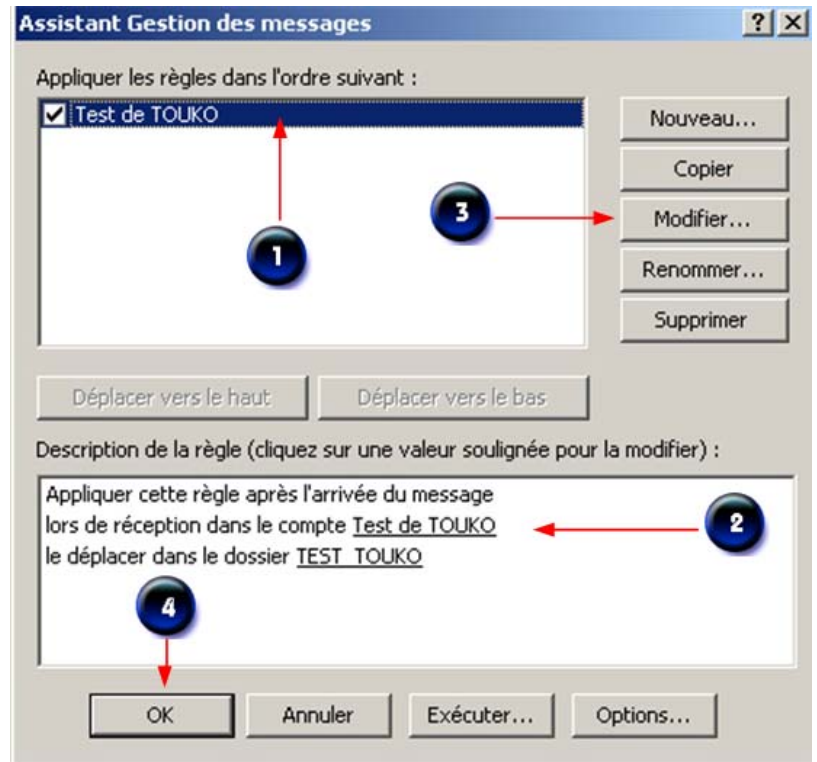 Assistant Gestion des messages
Appliquer les règles dans l'ordre suivant :
Test de TOUKO
Nouveau...
Copier
3
Modifier...
1
Renommer...
Supprimer
Déplacer vers le haut
Déplacer vers le bas
Description de la règle (cliquez sur une valeur soulignée pour la modifier) :
Appliquer cette règle après l'arrivée du message
lors de réception dans le compte Test de TOUKO
2
le déplacer dans le dossier TEST TOUKO
4
OK
Annuler
Exécuter...
Options...